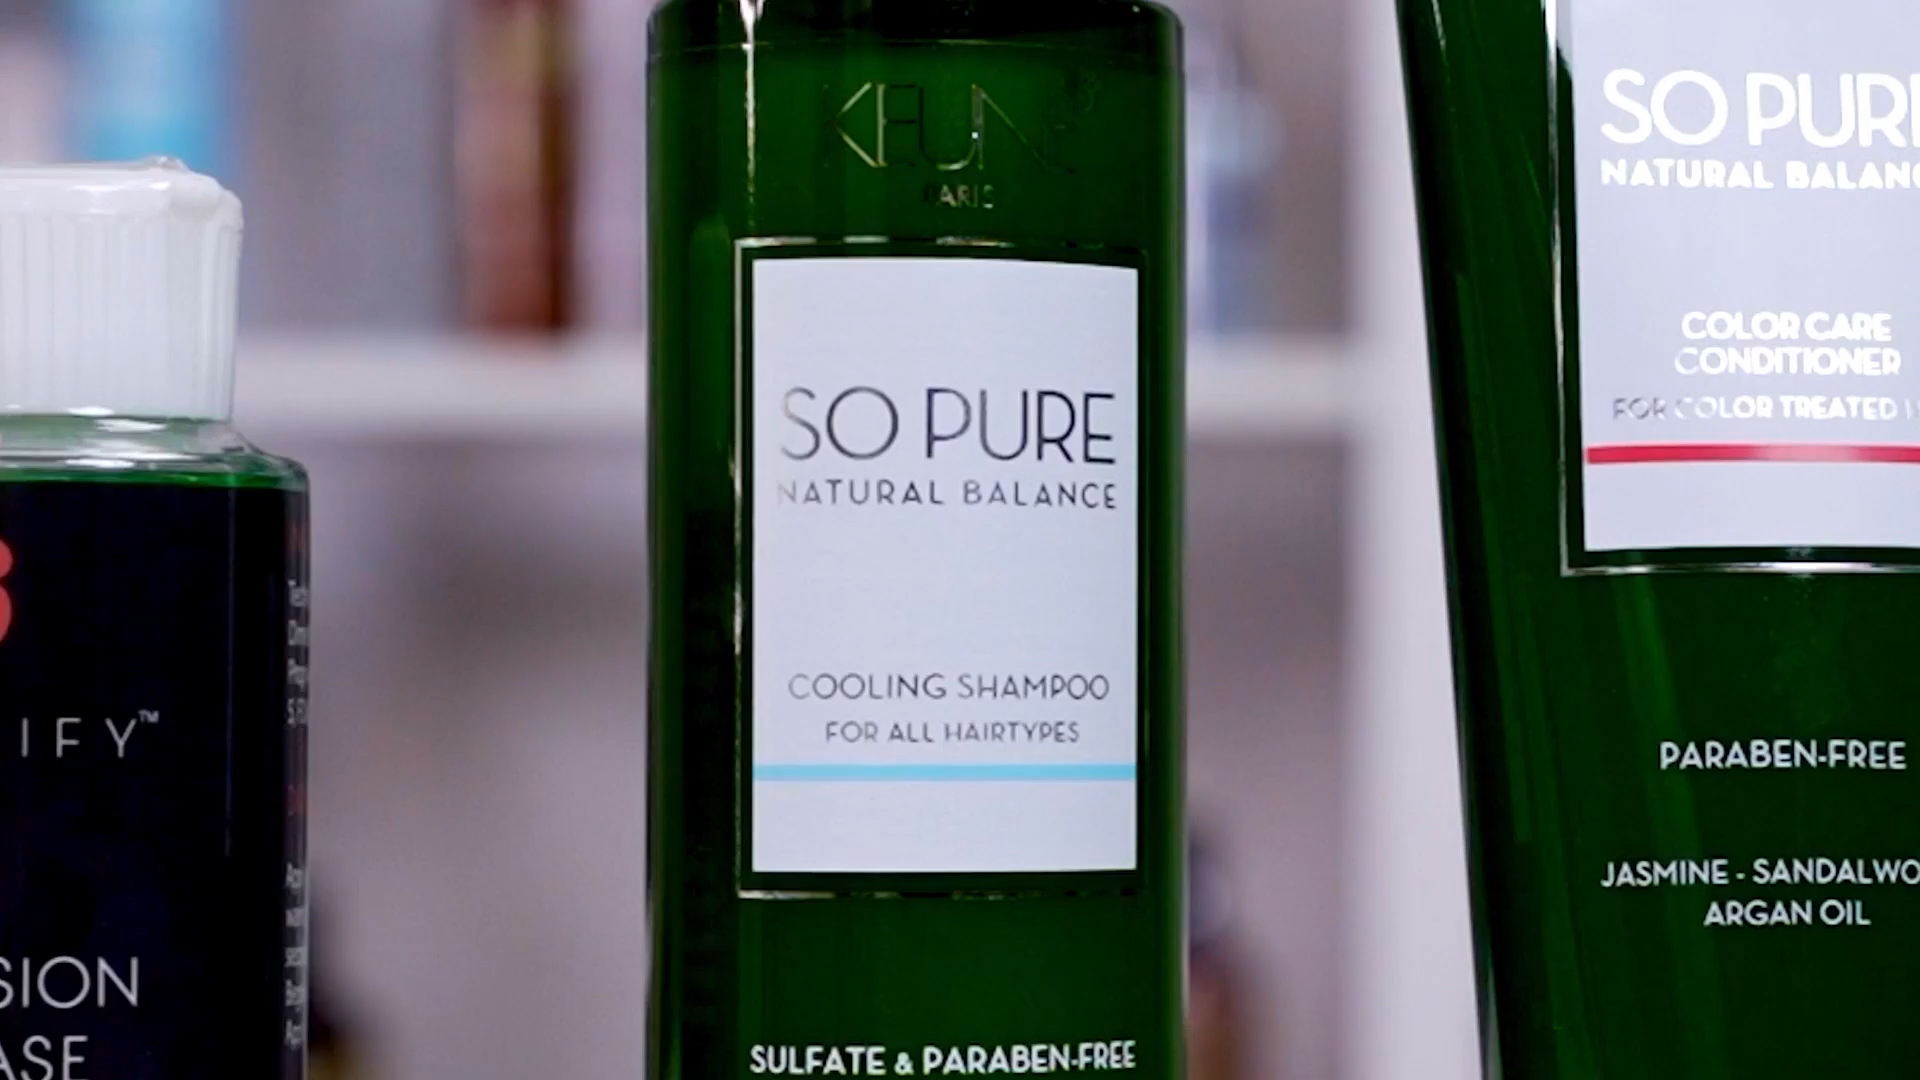 KEUNE
PARIS
SO PURE
NATURAL BALANCE
COOLING SHAMPOO
FOR ALL HAIRTYPES
SULFATE & PARABEN-FREE
SO PURE
NATURAL BALANC
COLOR CARE
CONDITIONER
FOR COLOR TREATED
PARABEN-FREE
JASMINE - SANDALWO
ARGAN OIL
IFY™
SION
ASE